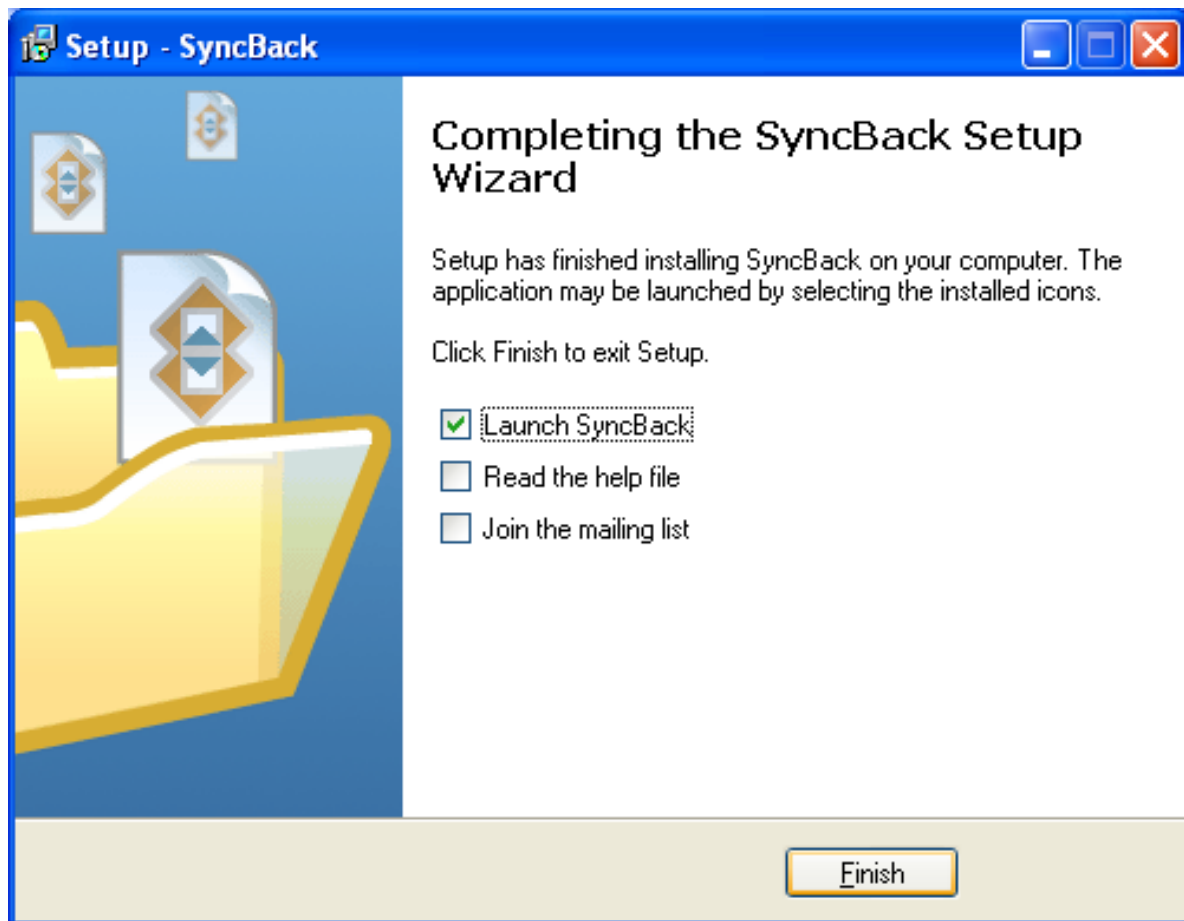 Setup - SyncBack
Completing the SyncBack Setup
Wizard
Setup has finished installing SyncBack on your computer. The
application may be launched by selecting the installed icons.
Click Finish to exit Setup.
Launch SyncBack
Read the help file
Join the mailing list
Finish